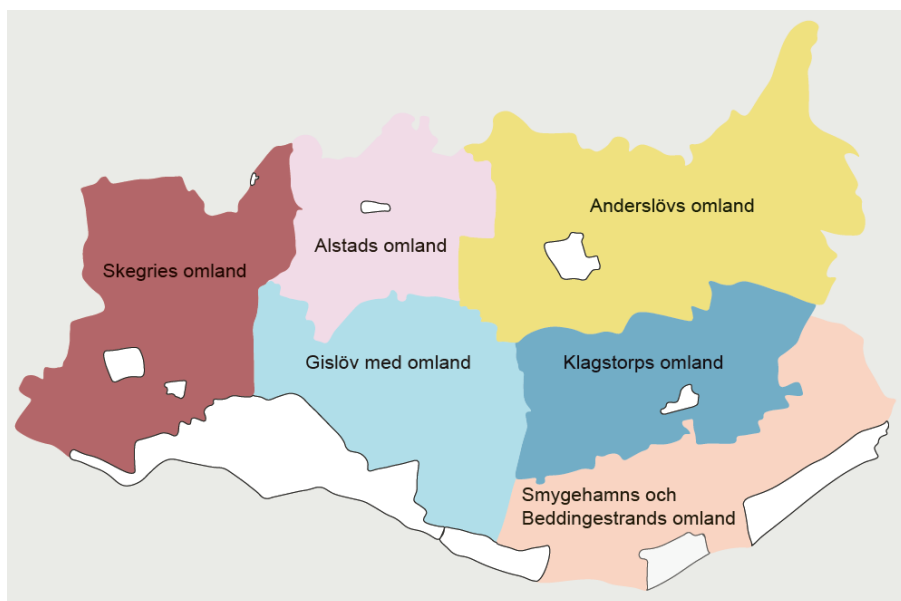 Anderslövs omland
Alstads omland
Skegries omland
Gislöv med omland
Klagstorps omland
Smygehamns och
Beddingestrands omland